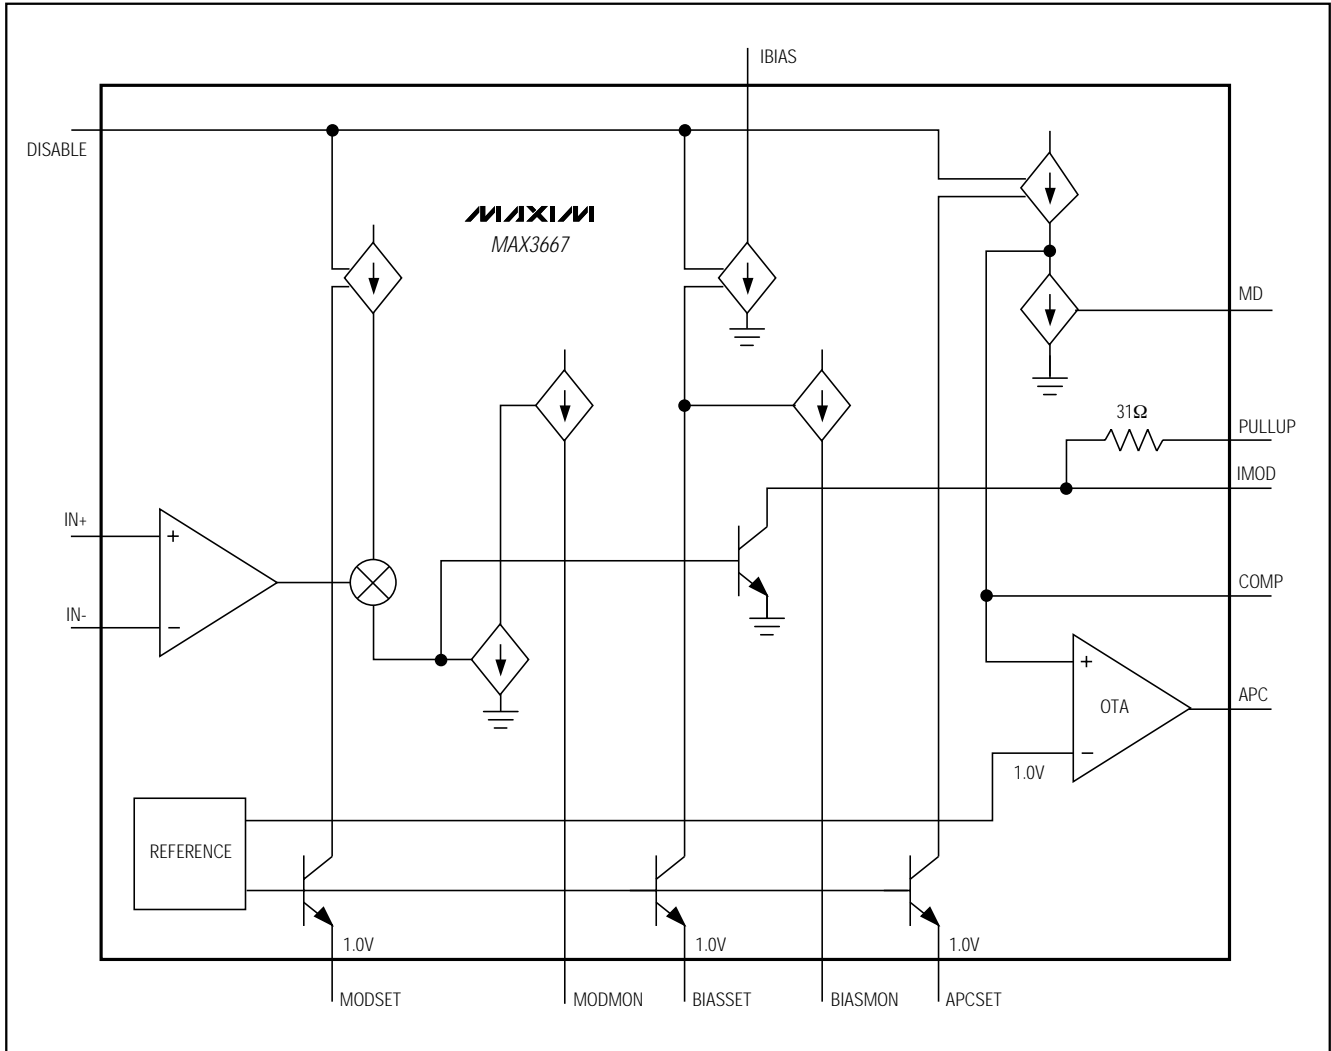 IBIAS
DISABLE
MAXIM
MAX3667
MD
31Ω
PULLUP
IMOD
IN+
+
COMP
IN-
−
+
OTA
APC
−
1.0V
REFERENCE
1.0V
1.0V
1.0V
MODSET
MODMON
BIASSET
BIASMON
APCSET